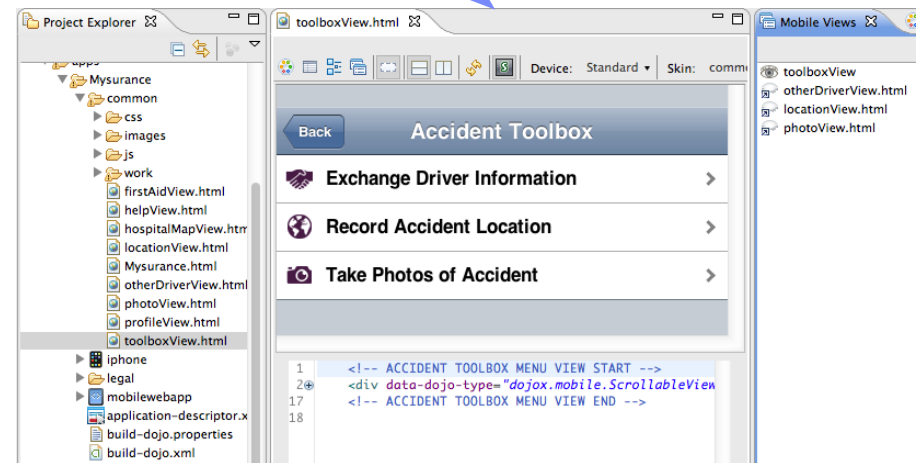 Project Explorer
apps
Mysurance
common
css
images
js
work
firstAidView.html
helpView.html
hospitalMapView.htm
locationView.html
Mysurance.html
otherDriverView.html
photoView.html
profileView.html
toolboxView.html
iphone
legal
mobilewebapp
application-descriptor.x
build-dojo.properties
build-dojo.xml
toolboxView.html
Device: Standard Skin: comm
Back Accident Toolbox
Exchange Driver Information
Record Accident Location
Take Photos of Accident
1 <!-- ACCIDENT TOOLBOX MENU VIEW START -->
2 <div data-dojo-type="dojox.mobile.ScrollableView
17 <!-- ACCIDENT TOOLBOX MENU VIEW END -->
18
Mobile Views
toolboxView
otherDriverView.html
locationView.html
photoView.html